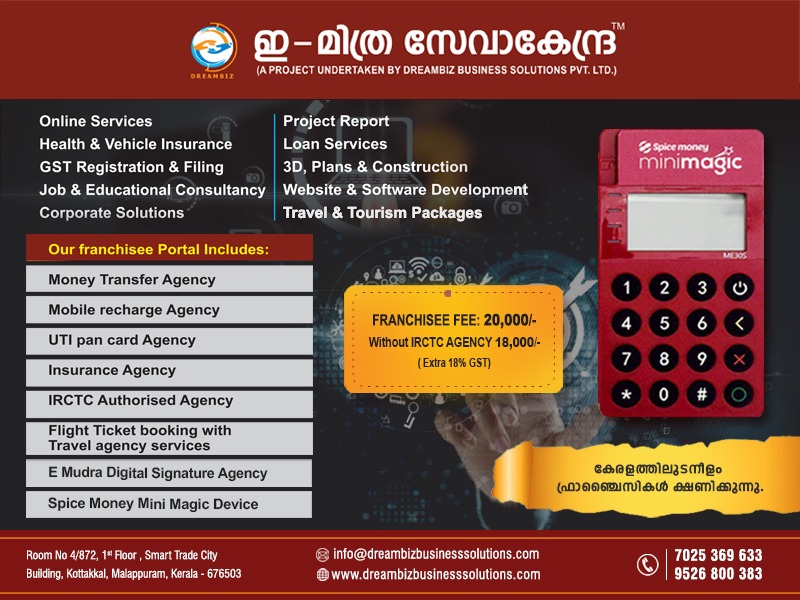 DREAMBIZ
ഇ-മിത്ര സേവാകേന്ദ്ര TM
(A PROJECT UNDERTAKEN BY DREAMBIZ BUSINESS SOLUTIONS PVT. LTD.)
Online Services
Health & Vehicle Insurance
GST Registration & Filing
Job & Educational Consultancy
Corporate Solutions
Project Report
Loan Services
3D, Plans & Construction
Website & Software Development
Travel & Tourism Packages
Our franchisee Portal Includes:
Money Transfer Agency
Mobile recharge Agency
UTI pan card Agency
Insurance Agency
IRCTC Authorised Agency
Flight Ticket booking with
Travel agency services
E Mudra Digital Signature Agency
Spice Money Mini Magic Device
FRANCHISEE FEE: 20,000/-
Without IRCTC AGENCY 18,000/-
( Extra 18% GST)
Spice money
minimagic
ME30S
1 2 3
4 5 6 <
7 8 9 ×
* 0 # O
കേരളത്തിലുടനീളം
ഫ്രാഞ്ചൈസികൾ ക്ഷണിക്കുന്നു.
Room No 4/872, 1st Floor , Smart Trade City
Building, Kottakkal, Malappuram, Kerala - 676503
info@dreambizbusinesssolutions.com
www.dreambizbusinesssolutions.com
7025 369 633
9526 800 383